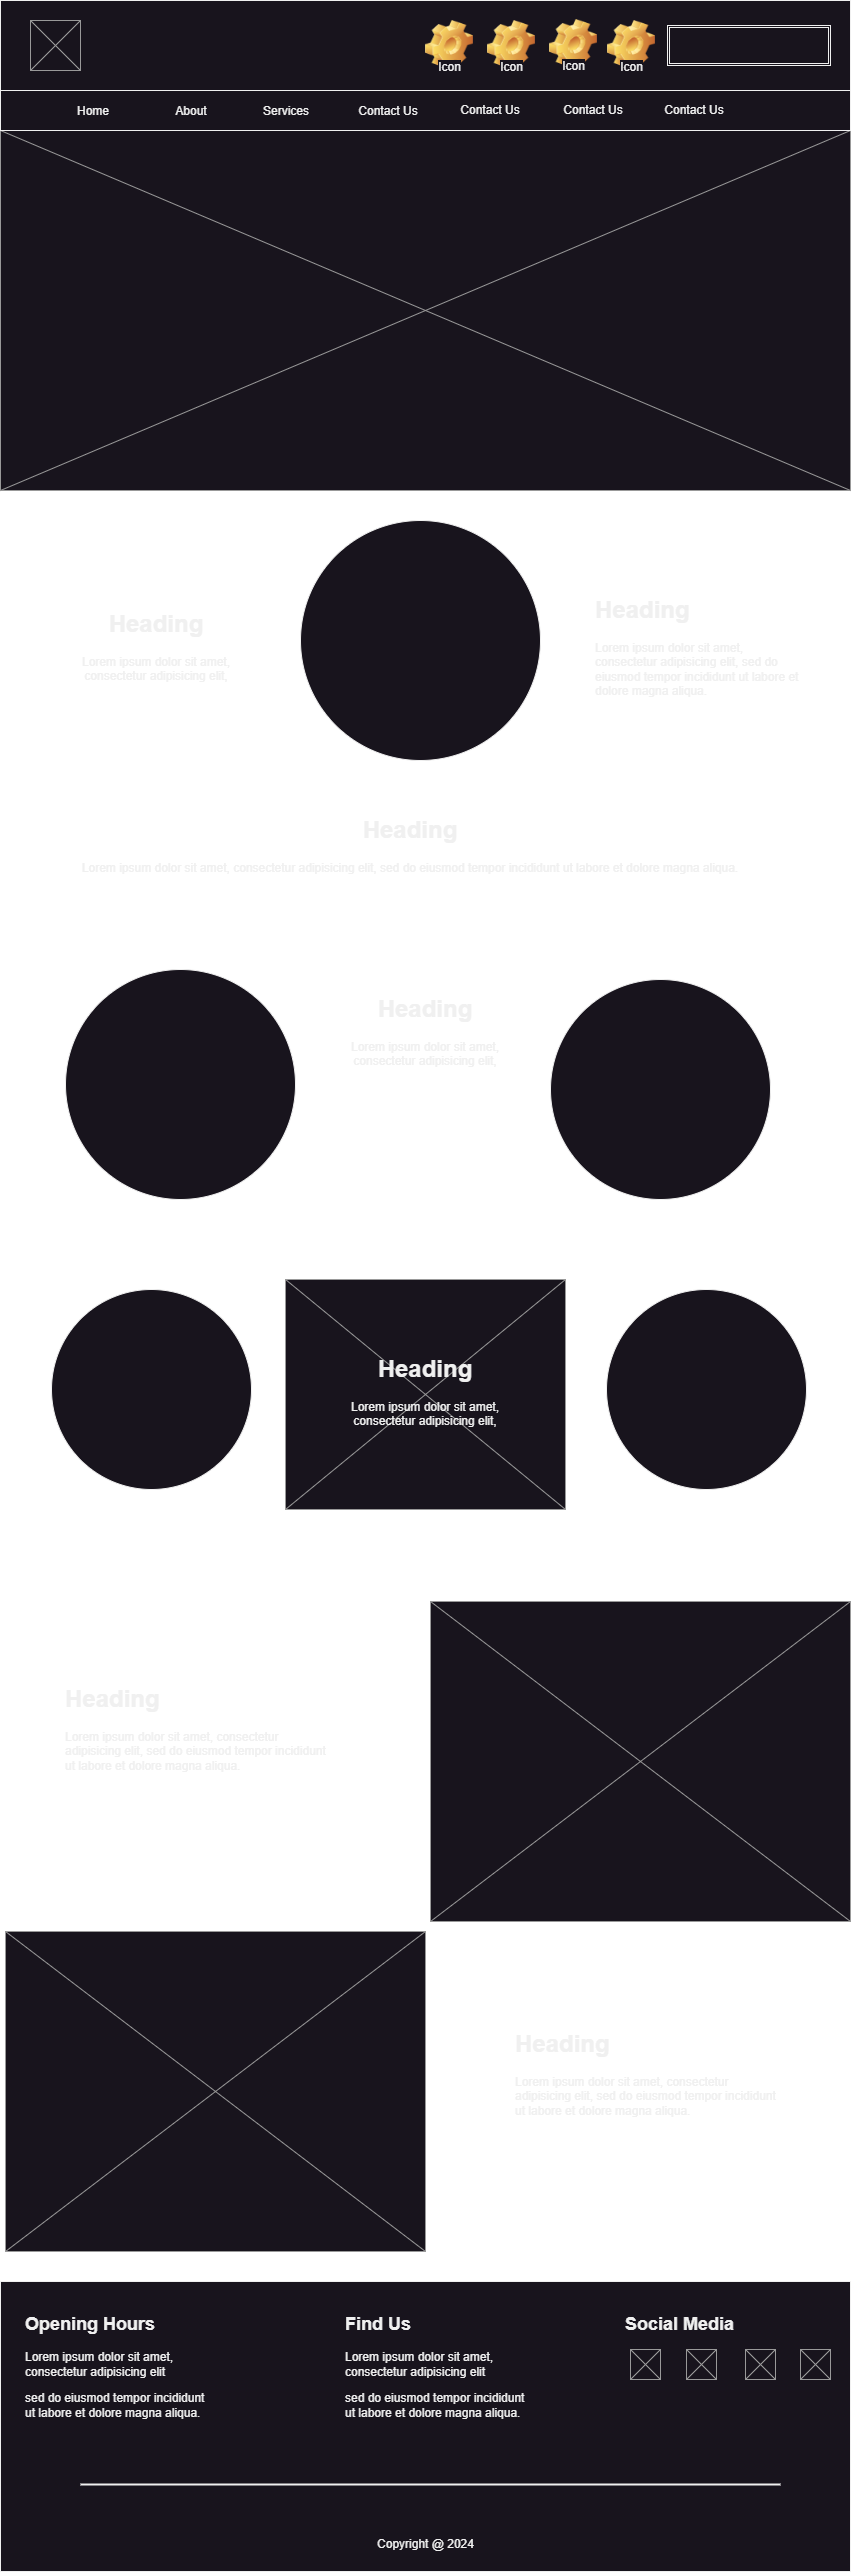 Icon Icon Icon Icon
Home About Services Contact Us Contact Us Contact Us Contact Us
Heading
Lorem ipsum dolor sit amet,
consectetur adipisicing elit,
Heading
Lorem ipsum dolor sit amet,
consectetur adipisicing elit, sed do
eiusmod tempor incididunt ut labore et
dolore magna aliqua.
Heading
Lorem ipsum dolor sit amet, consectetur adipisicing elit, sed do eiusmod tempor incididunt ut labore et dolore magna aliqua.
Heading
Lorem ipsum dolor sit amet,
consectetur adipisicing elit,
Heading
Lorem ipsum dolor sit amet,
consectetur adipisicing elit,
Heading
Lorem ipsum dolor sit amet, consectetur
adipisicing elit, sed do eiusmod tempor incididunt
ut labore et dolore magna aliqua.
Heading
Lorem ipsum dolor sit amet, consectetur
adipisicing elit, sed do eiusmod tempor incididunt
ut labore et dolore magna aliqua.
Opening Hours
Lorem ipsum dolor sit amet,
consectetur adipisicing elit
sed do eiusmod tempor incididunt
ut labore et dolore magna aliqua.
Find Us
Lorem ipsum dolor sit amet,
consectetur adipisicing elit
sed do eiusmod tempor incididunt
ut labore et dolore magna aliqua.
Social Media
Copyright @ 2024